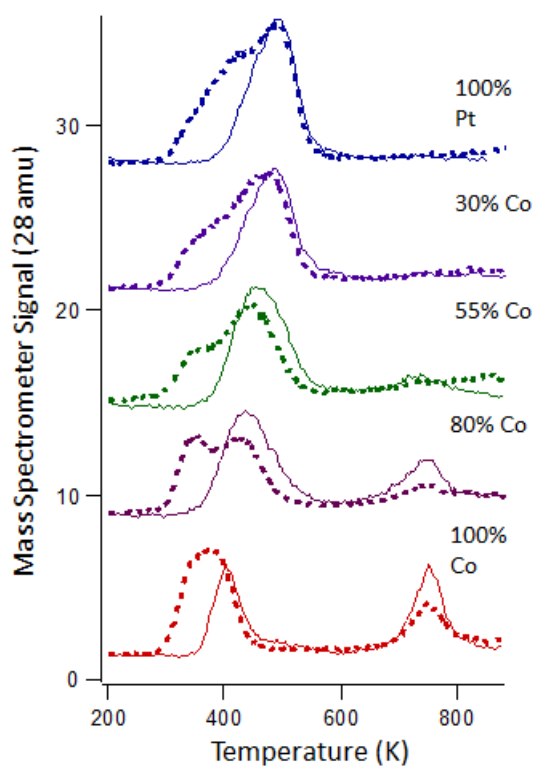 100%
Pt
30% Co
55% Co
80% Co
100%
Co
Mass Spectrometer Signal (28 amu)
30
20
10
0
200 400 600 800
Temperature (K)